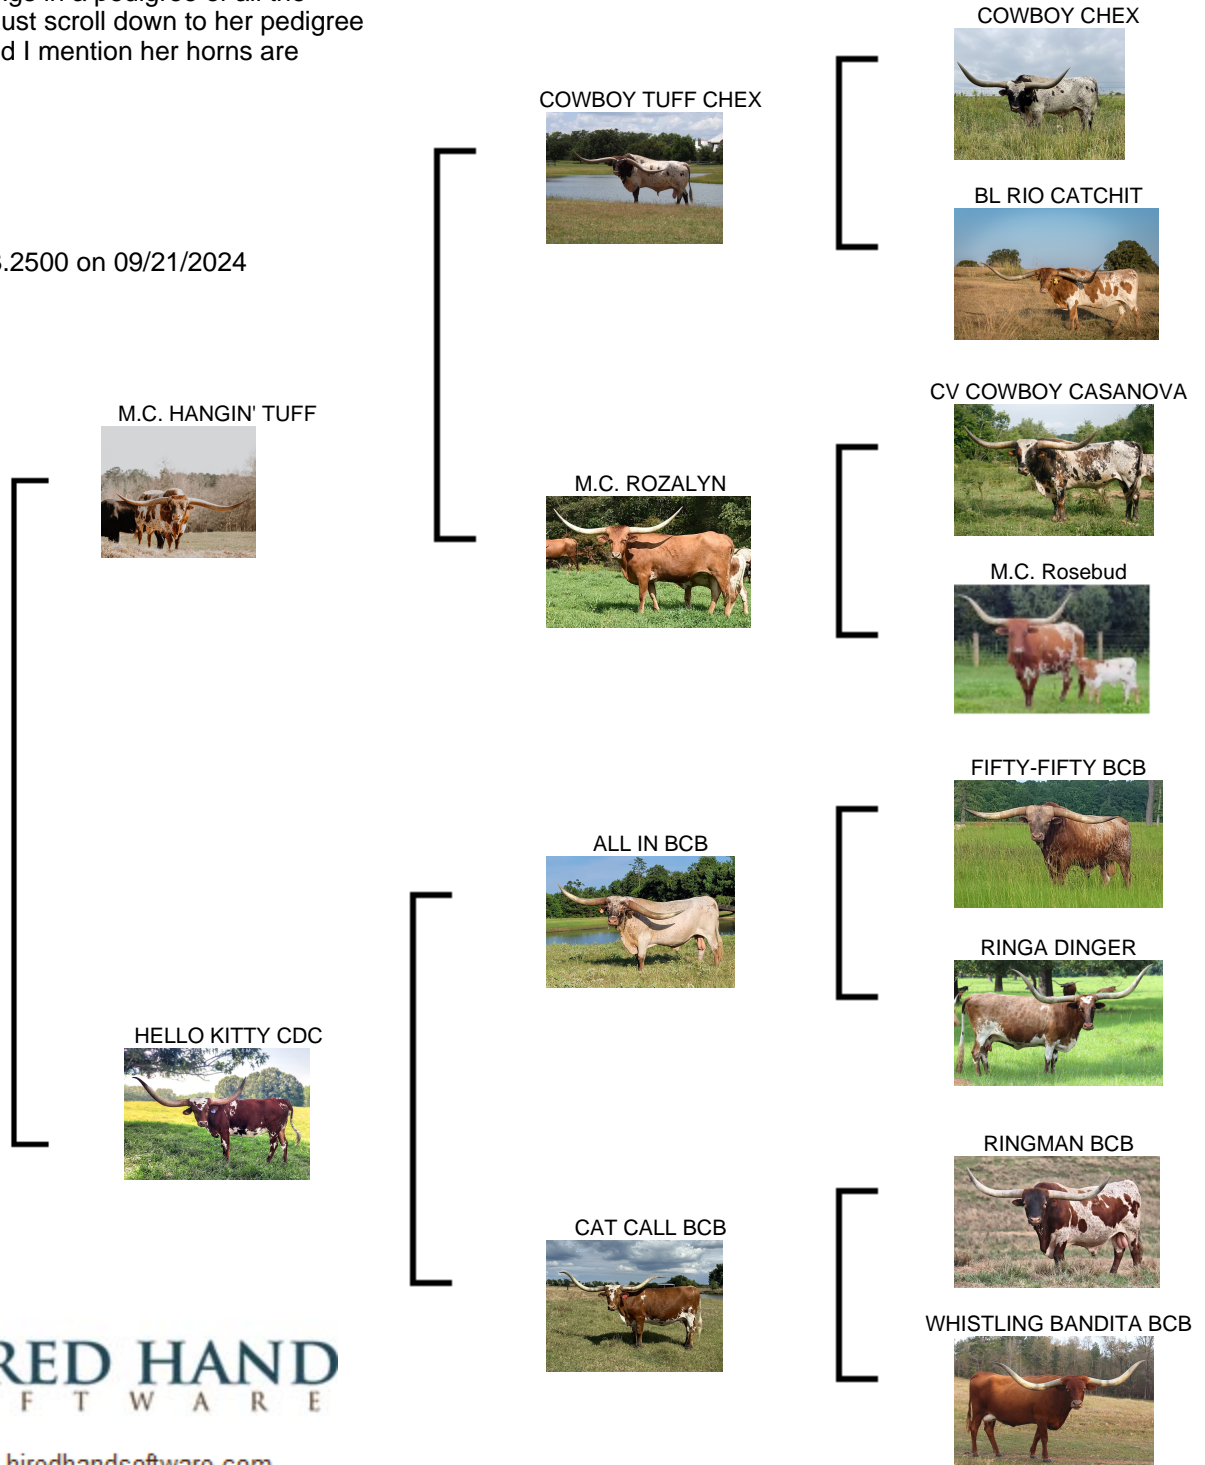 ust scroll down to her pedigree
d I mention her horns are
.2500 on 09/21/2024
M.C. HANGIN' TUFF
HELLO KITTY CDC
COWBOY TUFF CHEX
M.C. ROZALYN
ALL IN BCB
CAT CALL BCB
COWBOY CHEX
BL RIO CATCHIT
CV COWBOY CASANOVA
M.C. Rosebud
FIFTY-FIFTY BCB
RINGA DINGER
RINGMAN BCB
WHISTLING BANDITA BCB
RED HAND
F T W A R E
hiredhandsoftware.com